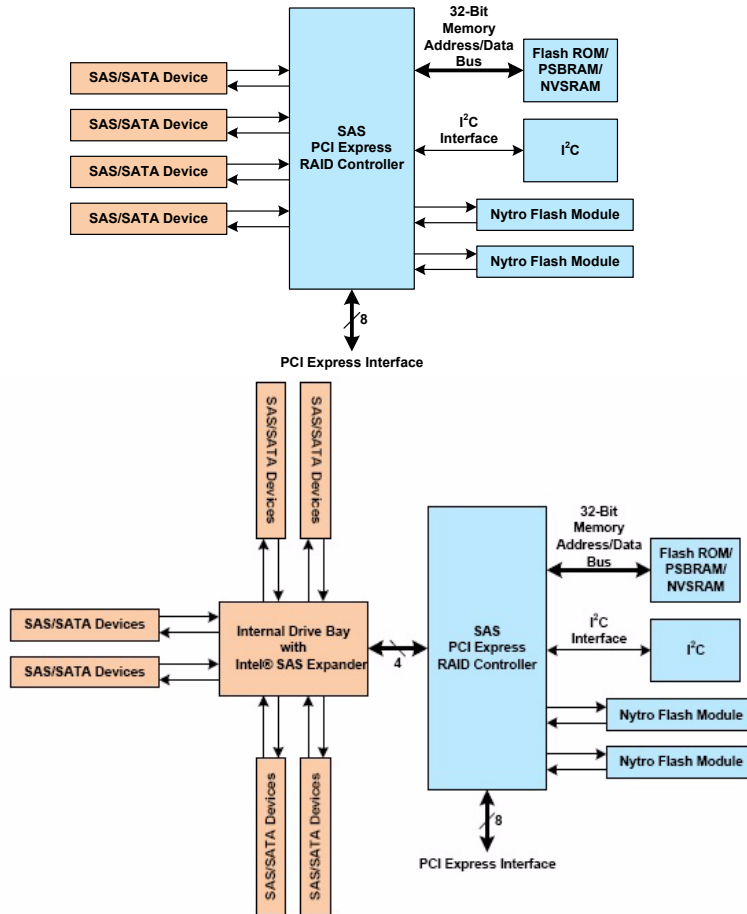 32-Bit
Memory
Address/Data
Bus
Flash ROM/
PSBRAM/
NVSRAM
SAS/SATA Device
SAS/SATA Device
SAS/SATA Device
SAS/SATA Device
SAS
PCI Express
RAID Controller
I²C
Interface
I²C
Nytro Flash Module
Nytro Flash Module
8
PCI Express Interface
SAS/SATA Devices
SAS/SATA Devices
32-Bit
Memory
Address/Data
Bus
Flash ROM/
PSBRAM/
NVSRAM
SAS/SATA Devices
SAS/SATA Devices
Internal Drive Bay
with
Intel® SAS Expander
4
SAS
PCI Express
RAID Controller
I²C
Interface
I²C
Nytro Flash Module
Nytro Flash Module
SAS/SATA Devices
SAS/SATA Devices
8
PCI Express Interface